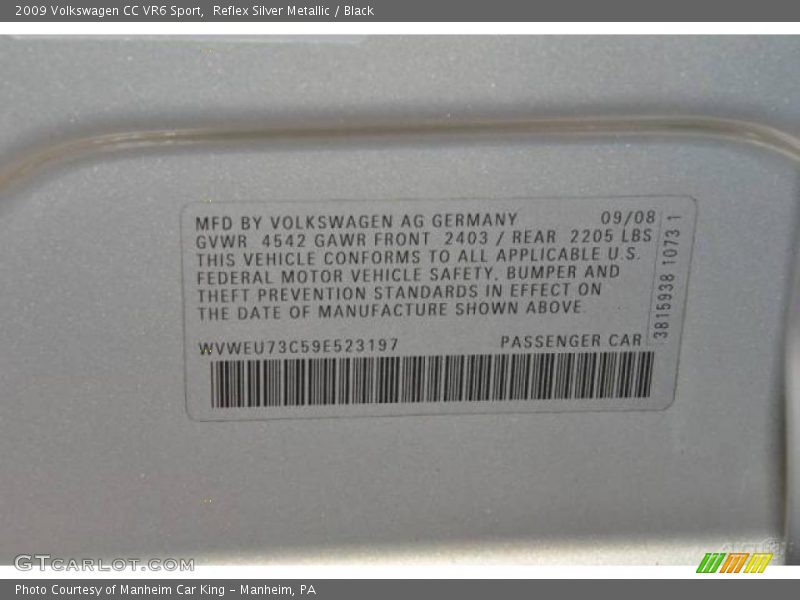 2009 Volkswagen CC VR6 Sport,  Reflex Silver Metallic / Black
MFD BY VOLKSWAGEN AG GERMANY 09/08
GVWR 4542 GAWR FRONT 2403 / REAR 2205 LBS
THIS VEHICLE CONFORMS TO ALL APPLICABLE U.S.
FEDERAL MOTOR VEHICLE SAFETY, BUMPER AND
THEFT PREVENTION STANDARDS IN EFFECT ON
THE DATE OF MANUFACTURE SHOWN ABOVE.
WVWEU73C59E523197 PASSENGER CAR
3815938 1073 1
GTCARLOT.COM
Photo Courtesy of Manheim Car King - Manheim, PA